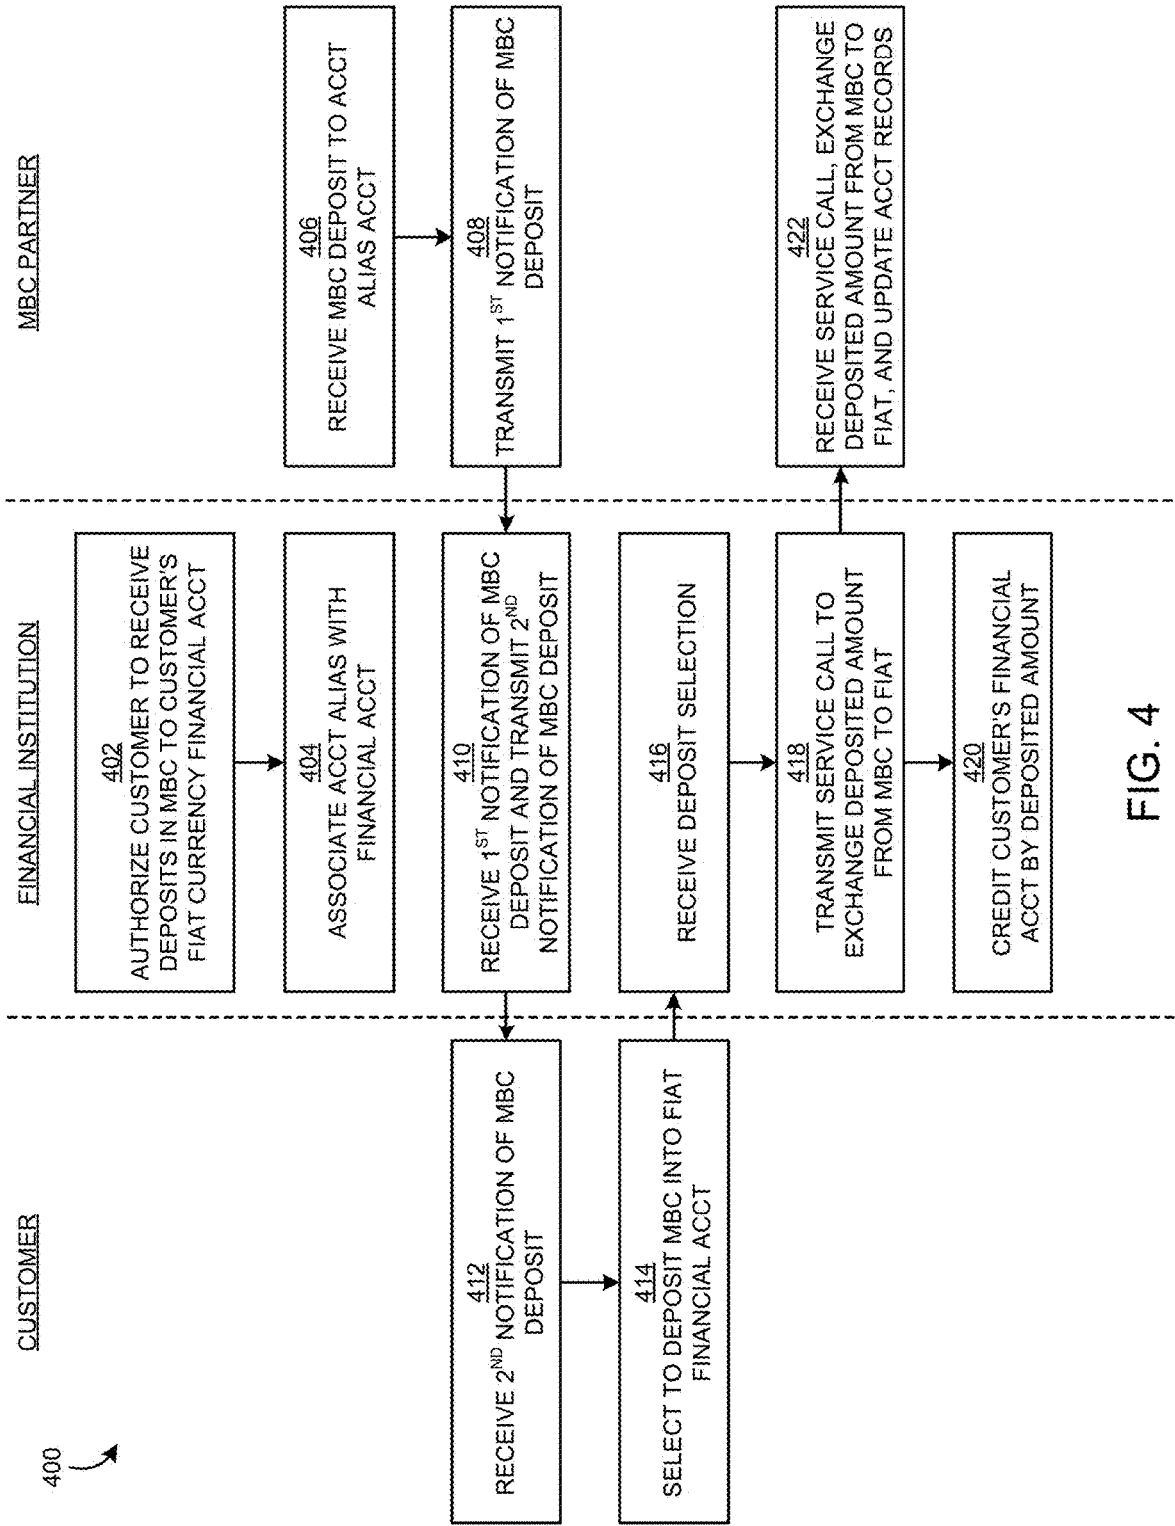 400
CUSTOMER
FINANCIAL INSTITUTION
MBC PARTNER
402
AUTHORIZE CUSTOMER TO RECEIVE
DEPOSITS IN MBC TO CUSTOMER'S
FIAT CURRENCY FINANCIAL ACCT
404
ASSOCIATE ACCT ALIAS WITH
FINANCIAL ACCT
406
RECEIVE MBC DEPOSIT TO ACCT
ALIAS ACCT
408
TRANSMIT 1ST NOTIFICATION OF MBC
DEPOSIT
410
RECEIVE 1ST NOTIFICATION OF MBC
DEPOSIT AND TRANSMIT 2ND
NOTIFICATION OF MBC DEPOSIT
412
RECEIVE 2ND NOTIFICATION OF MBC
DEPOSIT
414
SELECT TO DEPOSIT MBC INTO FIAT
FINANCIAL ACCT
416
RECEIVE DEPOSIT SELECTION
418
TRANSMIT SERVICE CALL TO
EXCHANGE DEPOSITED AMOUNT
FROM MBC TO FIAT
422
RECEIVE SERVICE CALL, EXCHANGE
DEPOSITED AMOUNT FROM MBC TO
FIAT, AND UPDATE ACCT RECORDS
420
CREDIT CUSTOMER'S FINANCIAL
ACCT BY DEPOSITED AMOUNT
FIG. 4